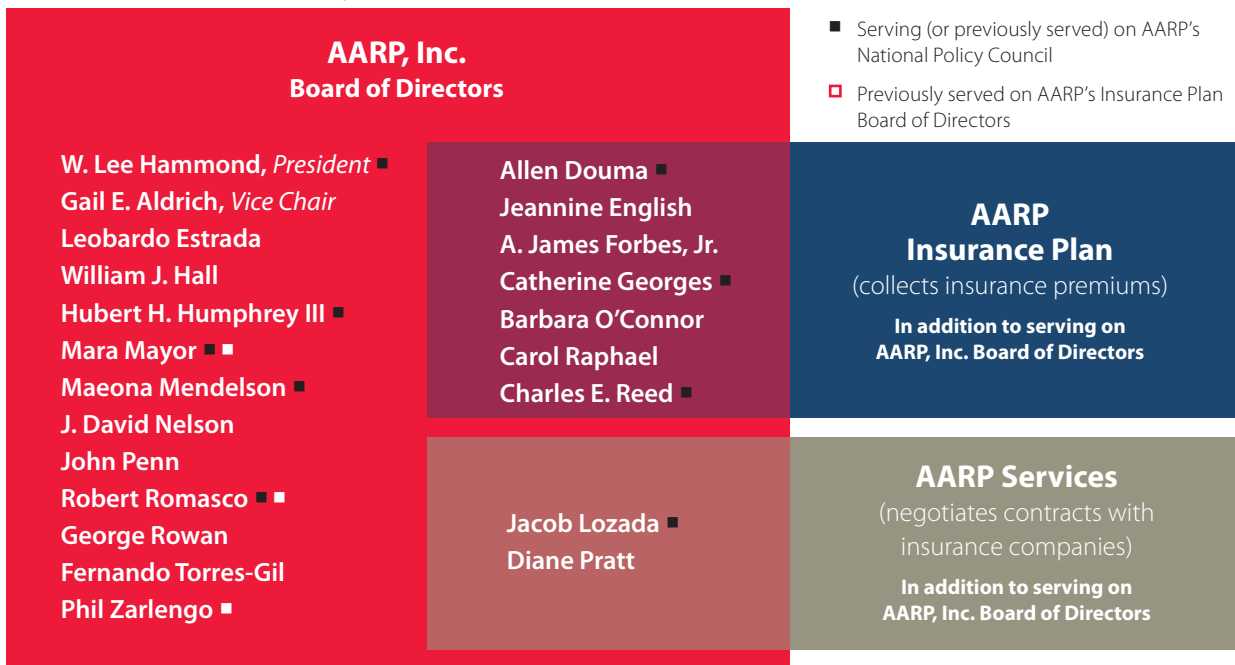 AARP, Inc.
Board of Directors
■ Serving (or previously served) on AARP's
National Policy Council
□ Previously served on AARP's Insurance Plan
Board of Directors
W. Lee Hammond, President ■
Gail E. Aldrich, Vice Chair
Leobardo Estrada
William J. Hall
Hubert H. Humphrey III ■
Mara Mayor ■ □
Maeona Mendelson ■
J. David Nelson
John Penn
Robert Romasco ■ □
George Rowan
Fernando Torres-Gil
Phil Zarlengo □
Allen Douma ■
Jeannine English
A. James Forbes, Jr.
Catherine Georges ■
Barbara O'Connor
Carol Raphael
Charles E. Reed ■
AARP
Insurance Plan
(collects insurance premiums)
In addition to serving on
AARP, Inc. Board of Directors
Jacob Lozada ■
Diane Pratt
AARP Services
(negotiates contracts with
insurance companies)
In addition to serving on
AARP, Inc. Board of Directors